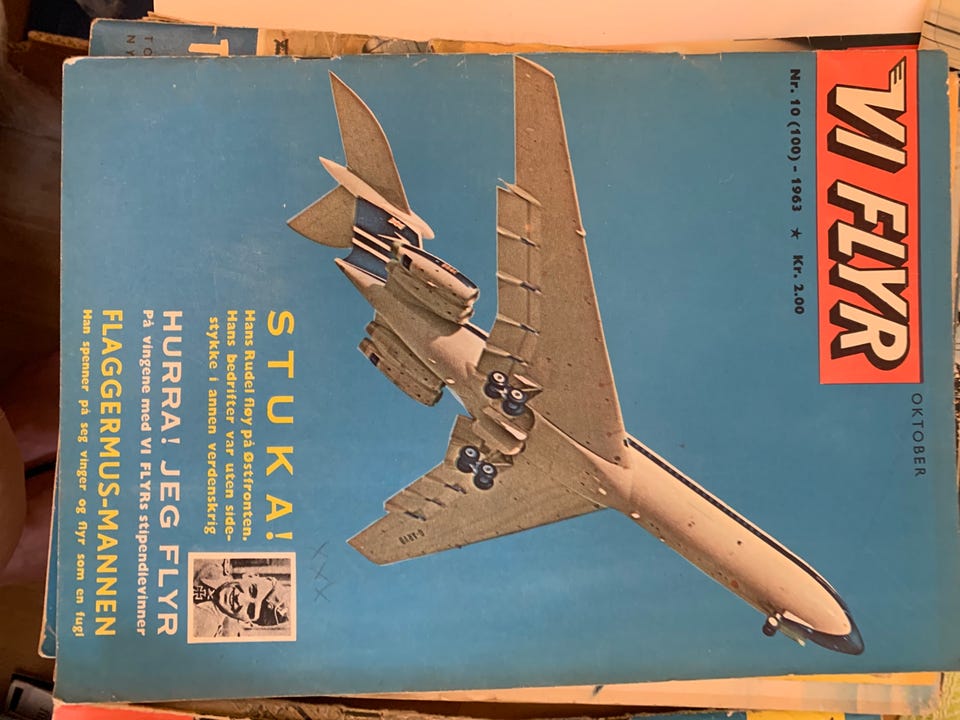 VI FLYR
OKTOBER
Nr. 10 (100) - 1963 ★ Kr. 2.00
STUKA!
Hans Rudel fløy på Østfronten.
Hans bedrifter var uten side-
stykke i annen verdenskrig
HURRA! JEG FLYR
På vingene med VI FLYRs stipendievinner
FLAGGERMUS-MANNEN
Han spenner på seg vinger og flyr som en fugl
XXX